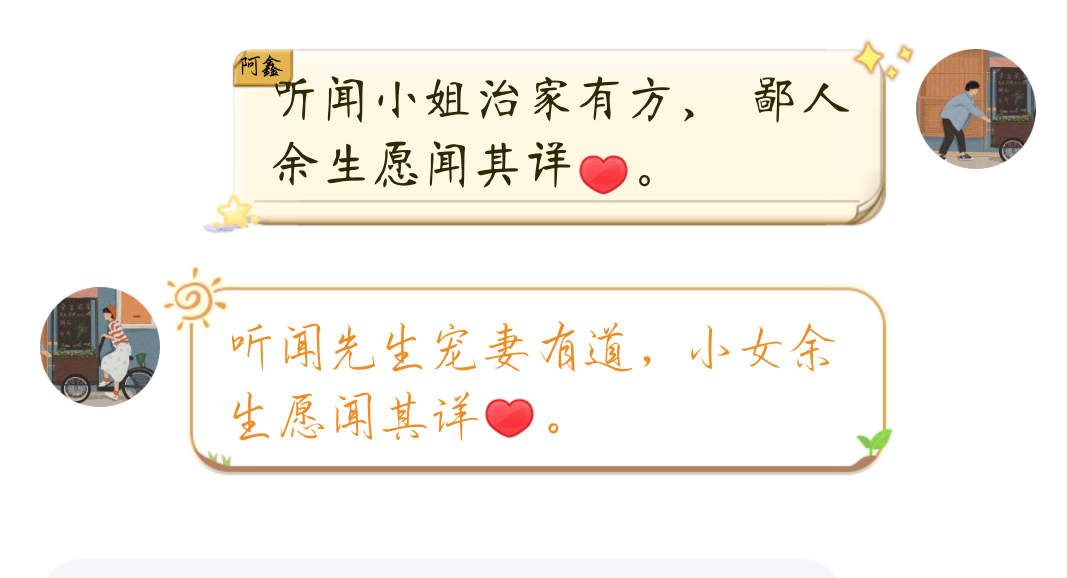 阿鑫
听闻小姐治家有方， 鄙人
余生愿闻其详❤。
听闻先生宠妻有道，小女余
生愿闻其详❤。